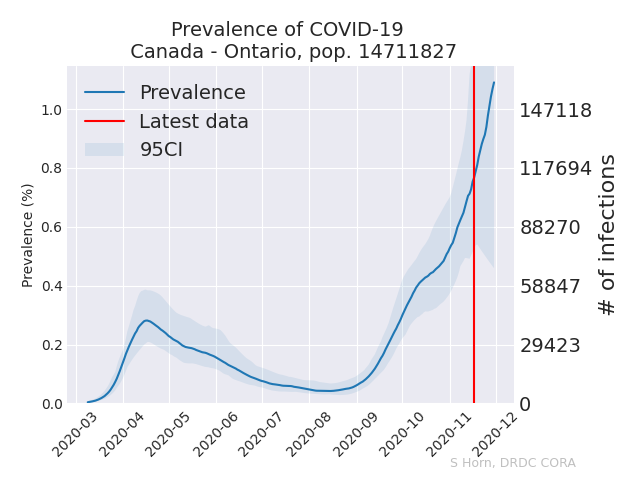 Prevalence of COVID-19
Canada - Ontario, pop. 14711827
Prevalence
Latest data
95CI
Prevalence (%)
1.0
0.8
0.6
0.4
0.2
0.0
147118
117694
88270
58847
29423
0
# of infections
2020-03
2020-04
2020-05
2020-06
2020-07
2020-08
2020-09
2020-10
2020-11
2020-12
S Horn, DRDC CORA